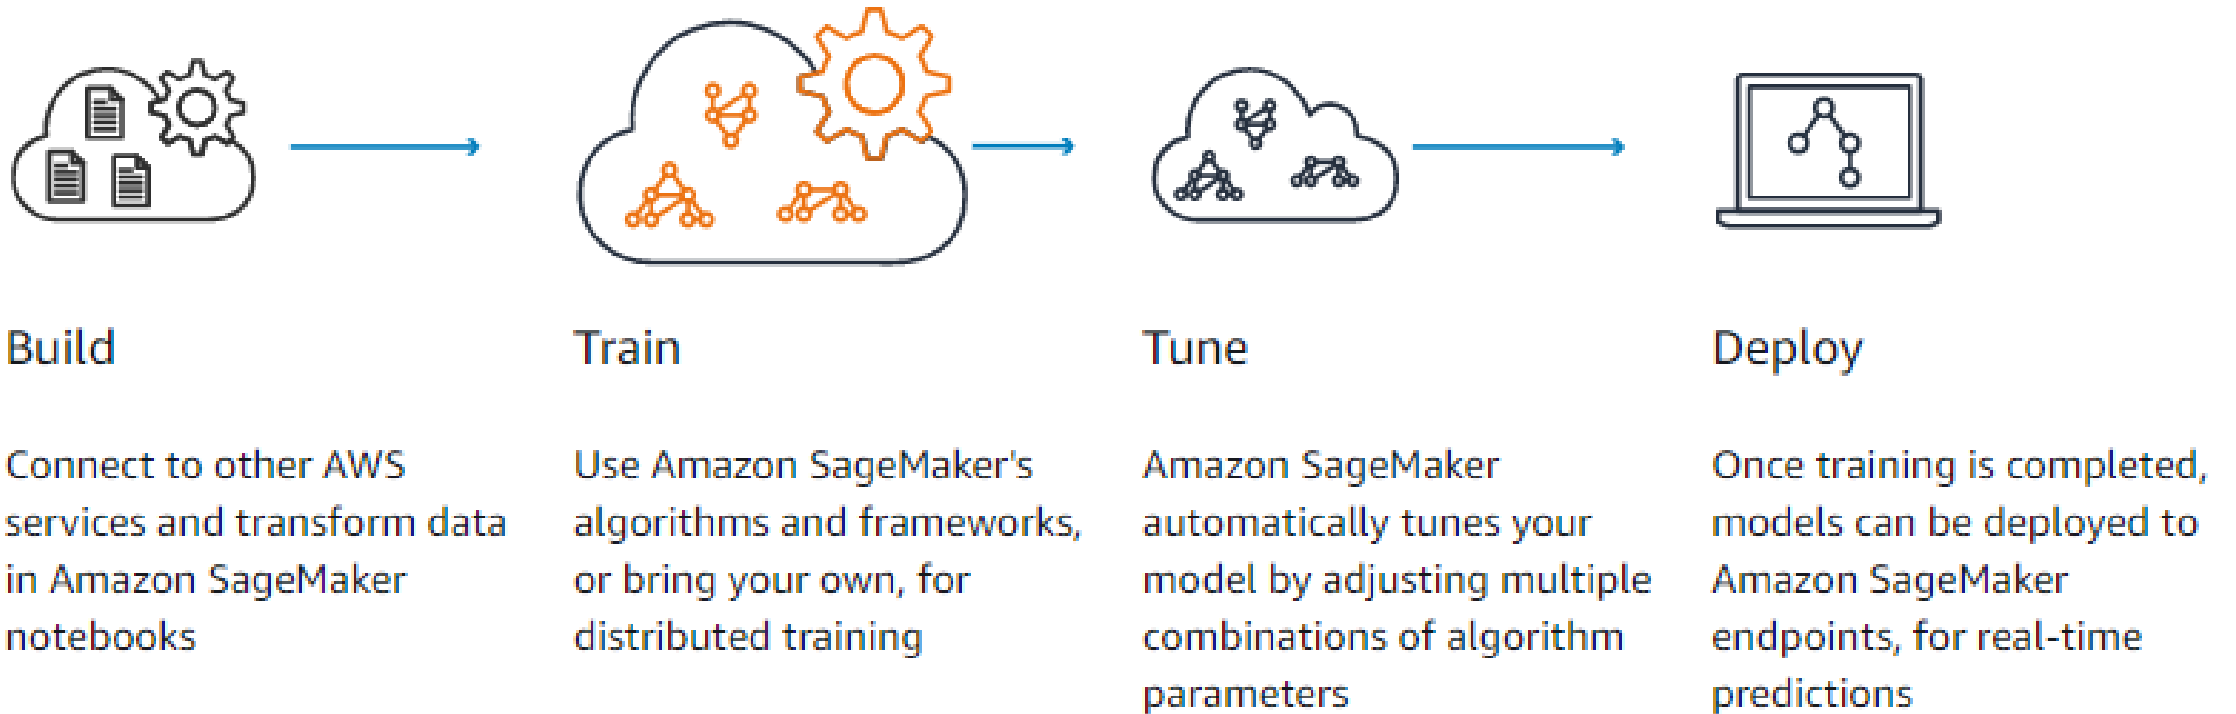 Build
Connect to other AWS
services and transform data
in Amazon SageMaker
notebooks
Train
Use Amazon SageMaker's
algorithms and frameworks,
or bring your own, for
distributed training
Tune
Amazon SageMaker
automatically tunes your
model by adjusting multiple
combinations of algorithm
parameters
Deploy
Once training is completed,
models can be deployed to
Amazon SageMaker
endpoints, for real-time
predictions